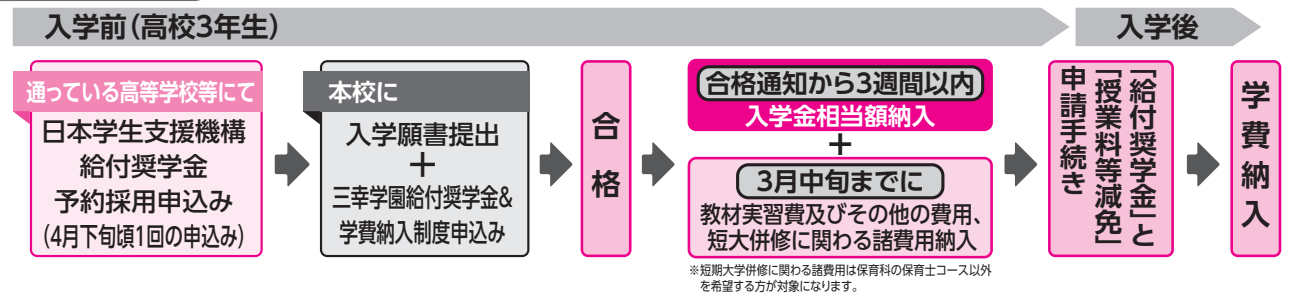 入学前(高校3年生)
入学後
通っている高等学校等にて
日本学生支援機構
給付奨学金
予約採用申込み
(4月下旬頃1回の申込み)
本校に
入学願書提出
+
三幸学園給付奨学金&
学費納入制度申込み
合格
合格通知から3週間以内
入学金相当額納入
+
3月中旬までに
教材実習費及びその他の費用、
短大併修に関わる諸費用納入
※短期大学併修に関わる諸費用は保育科の保育士コース以外
を希望する方が対象になります。
「給付奨学金」と
「授業料等減免」
申請手続き
学費納入